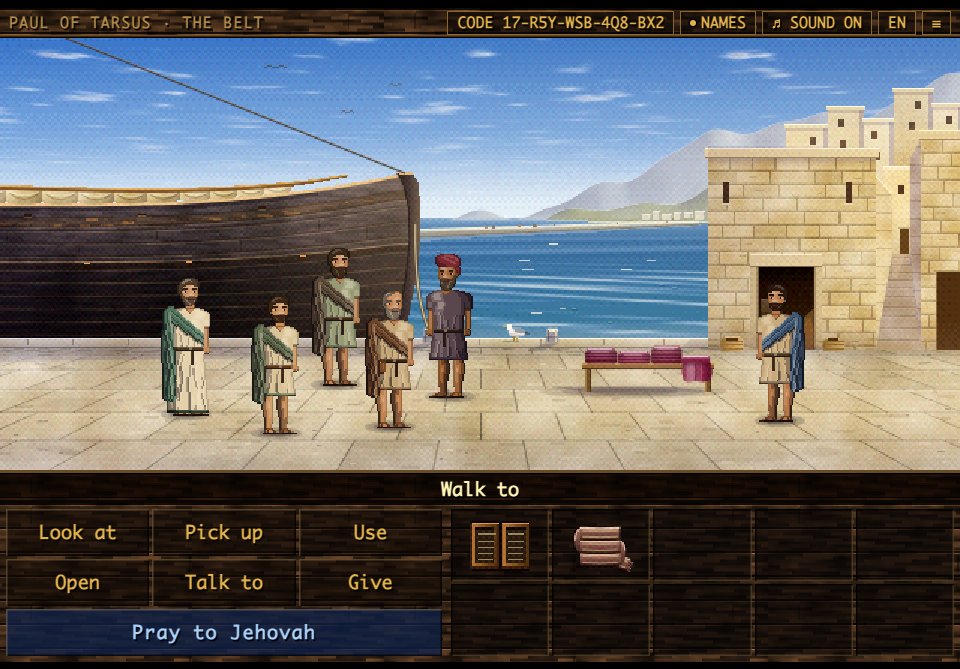 PAUL OF TARSUS · THE BELT
CODE 17-R5Y-WSB-4Q8-BX2
• NAMES
♬ SOUND ON
EN
≡
Walk to
Look at
Pick up
Use
Open
Talk to
Give
Pray to Jehovah